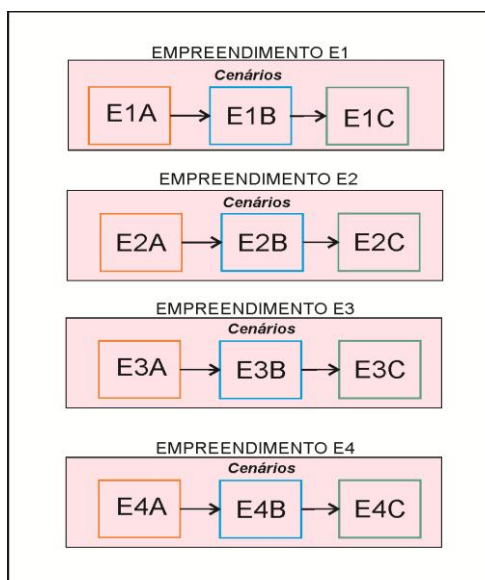 EMPREENDIMENTO E1
Cenários
E1A E1B E1C
EMPREENDIMENTO E2
Cenários
E2A E2B E2C
EMPREENDIMENTO E3
Cenários
E3A E3B E3C
EMPREENDIMENTO E4
Cenários
E4A E4B E4C